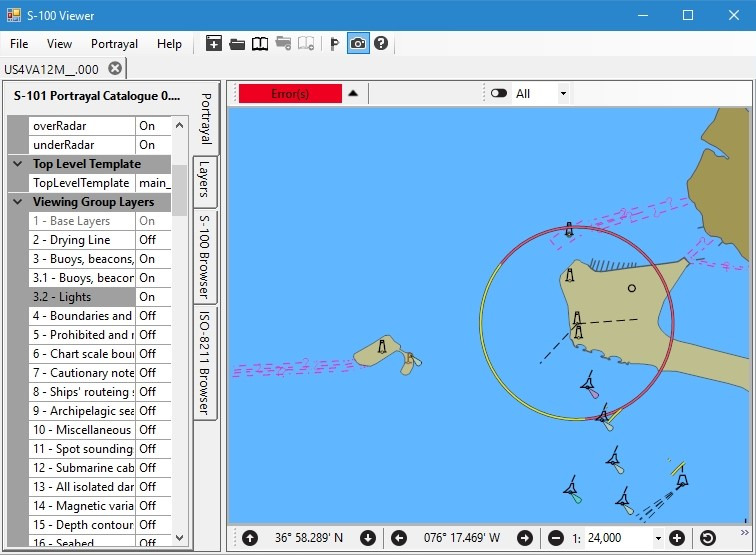 S-100 Viewer
File View Portrayal Help
US4VA12M__.000
S-101 Portrayal Catalogue 0....
Error(s)
All
overRadar On
underRadar On
Top Level Template
TopLevelTemplate main_
Viewing Group Layers
1 - Base Layers On
2 - Drying Line Off
3 - Buoys, beacons, On
3.1 - Buoys, beacon On
3.2 - Lights On
4 - Boundaries and Off
5 - Prohibited and r Off
6 - Chart scale bour Off
7 - Cautionary note Off
8 - Ships' routeing s Off
9 - Archipelagic sea Off
10 - Miscellaneous Off
11 - Spot sounding Off
12 - Submarine cab Off
13 - All isolated dan Off
14 - Magnetic varia Off
15 - Depth contour Off
16 - Seabed Off
Portrayal
Layers
S-100 Browser
ISO-8211 Browser
36° 58.289' N 076° 17.469' W 1: 24,000